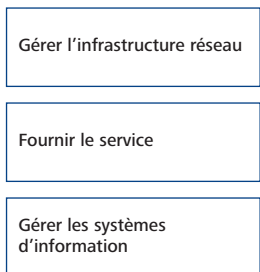 Gérer l’infrastructure réseau
Fournir le service
Gérer les systèmes
d’information